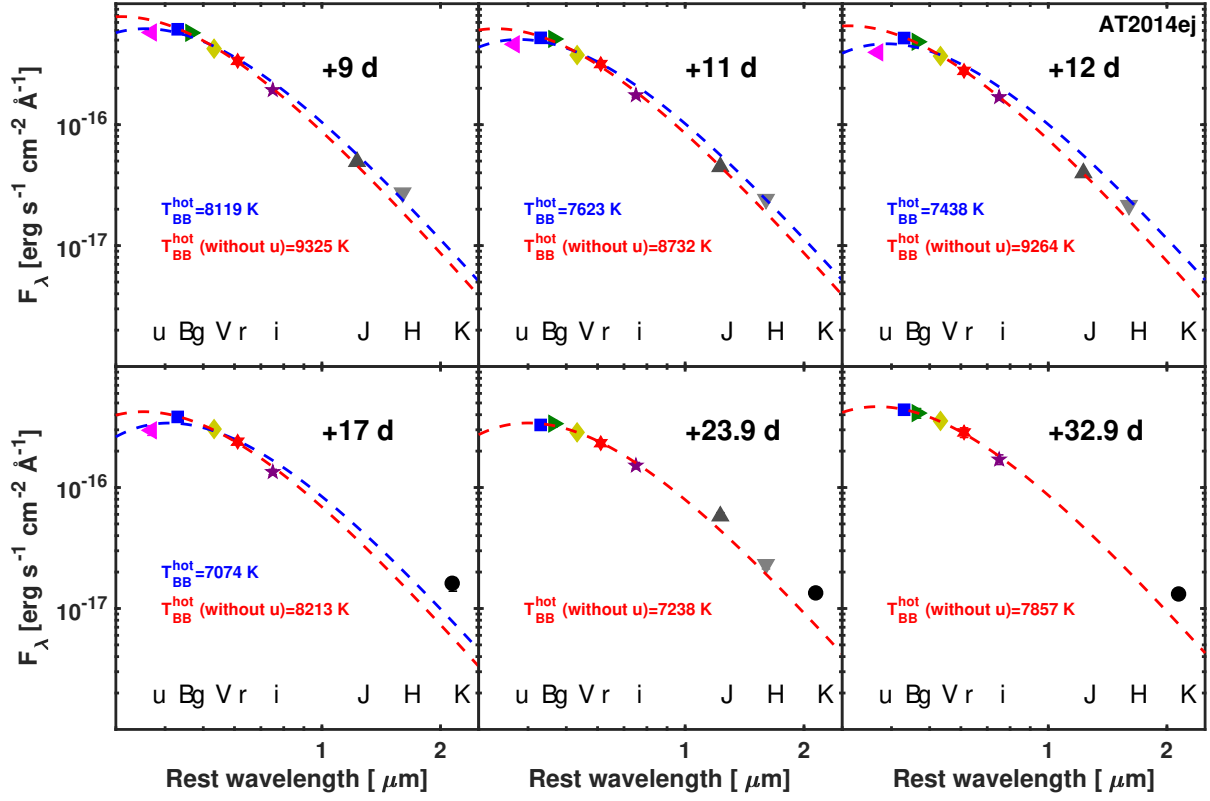 AT2014ej
+9 d
+11 d
+12 d
F_λ [erg s^-1 cm^-2 Å^-1]
10^-16
10^-17
T_BB^hot=8119 K
T_BB^hot (without u)=9325 K
T_BB^hot=7623 K
T_BB^hot (without u)=8732 K
T_BB^hot=7438 K
T_BB^hot (without u)=9264 K
u B g V r i J H K
u B g V r i J H K
u B g V r i J H K
+17 d
+23.9 d
+32.9 d
F_λ [erg s^-1 cm^-2 Å^-1]
10^-16
10^-17
T_BB^hot=7074 K
T_BB^hot (without u)=8213 K
T_BB^hot (without u)=7238 K
T_BB^hot (without u)=7857 K
u B g V r i J H K
u B g V r i J H K
u B g V r i J H K
1 2
1 2
1 2
Rest wavelength [ μm]
Rest wavelength [ μm]
Rest wavelength [ μm]